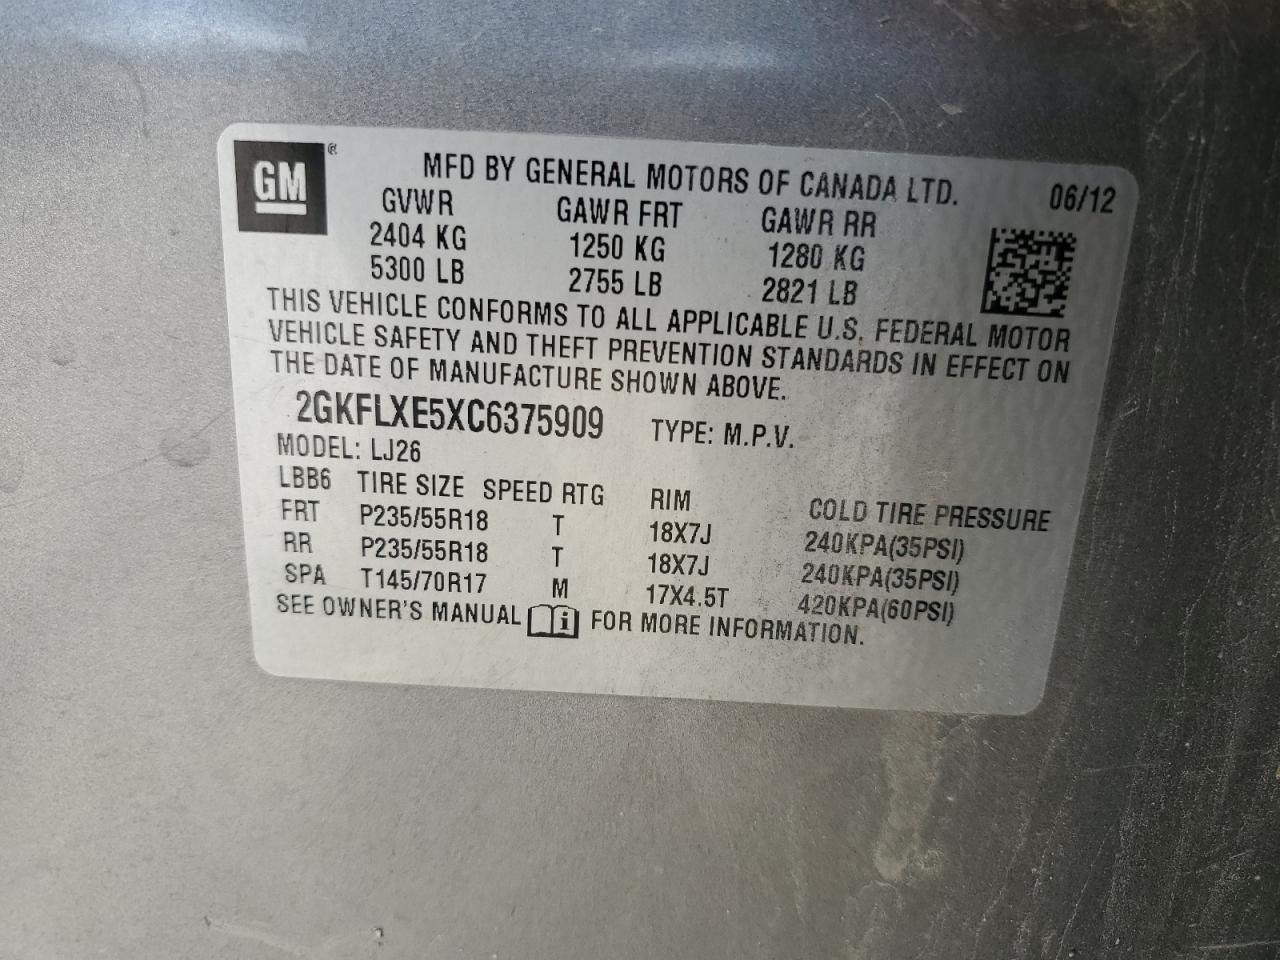 GM®
MFD BY GENERAL MOTORS OF CANADA LTD. 06/12
GVWR GAWR FRT GAWR RR
2404 KG 1250 KG 1280 KG
5300 LB 2755 LB 2821 LB
THIS VEHICLE CONFORMS TO ALL APPLICABLE U.S. FEDERAL MOTOR
VEHICLE SAFETY AND THEFT PREVENTION STANDARDS IN EFFECT ON
THE DATE OF MANUFACTURE SHOWN ABOVE.
2GKFLXE5XC6375909 TYPE: M.P.V.
MODEL: LJ26
LBB6 TIRE SIZE SPEED RTG RIM COLD TIRE PRESSURE
FRT P235/55R18 T 18X7J 240KPA(35PSI)
RR P235/55R18 T 18X7J 240KPA(35PSI)
SPA T145/70R17 M 17X4.5T 420KPA(60PSI)
SEE OWNER'S MANUAL i FOR MORE INFORMATION.